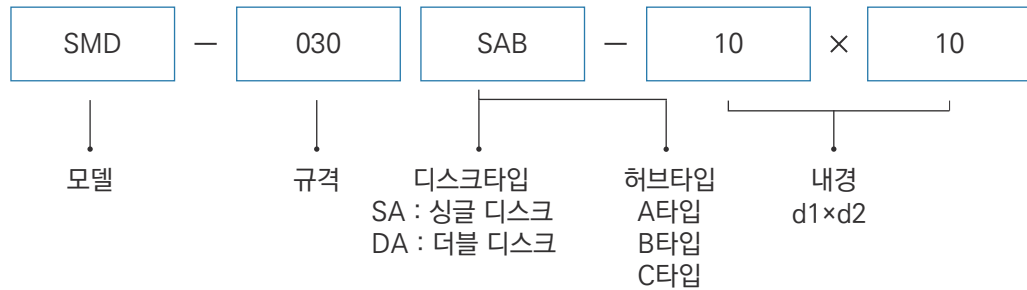 SMD — 030 SAB — 10 × 10
모델 규격 디스크타입 허브타입 내경
SA : 싱글 디스크 A타입 d1×d2
DA : 더블 디스크 B타입
C타입